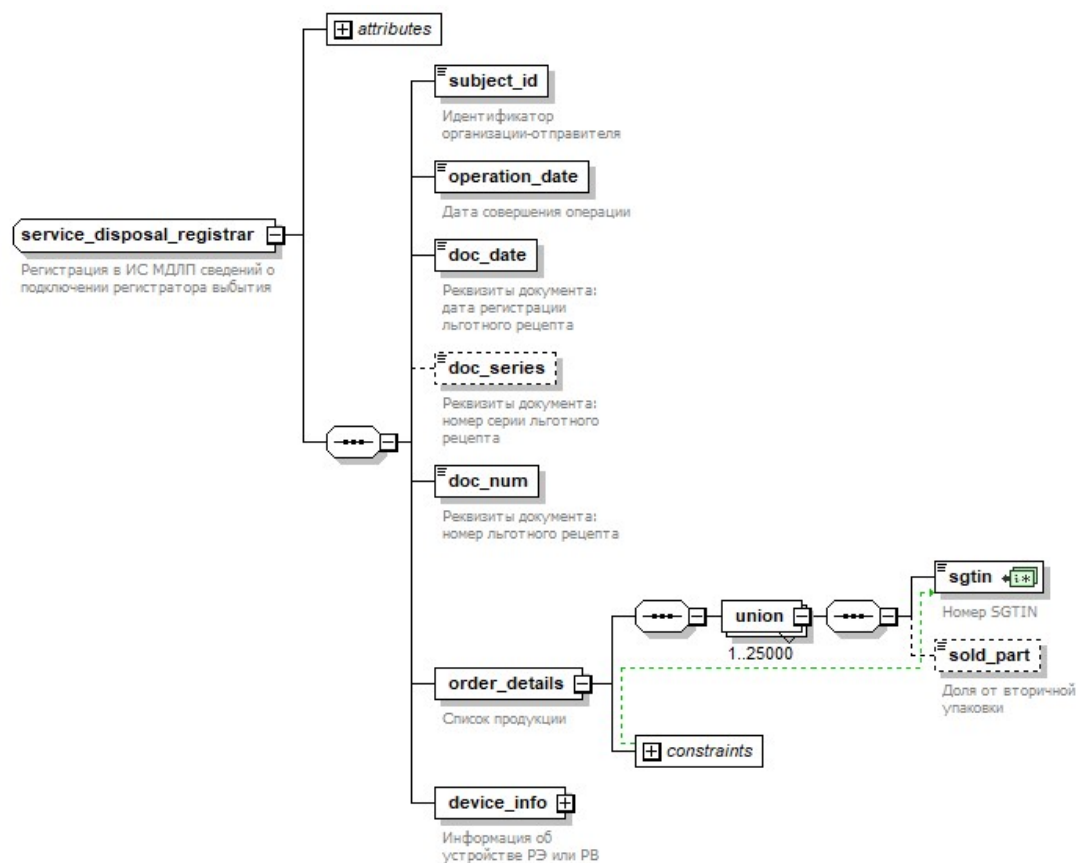 attributes
subject_id
Идентификатор
организации-отправителя
operation_date
Дата совершения операции
service_disposal_registrar
Регистрация в ИС МДЛП сведений о
подключении регистратора выбытия
doc_date
Реквизиты документа:
дата регистрации
льготного рецепта
doc_series
Реквизиты документа:
номер серии льготного
рецепта
doc_num
Реквизиты документа:
номер льготного рецепта
sgtin i*
Номер SGTIN
union
1..25000
sold_part
Доля от вторичной
упаковки
order_details
Список продукции
constraints
device_info
Информация об
устройстве РЭ или РВ